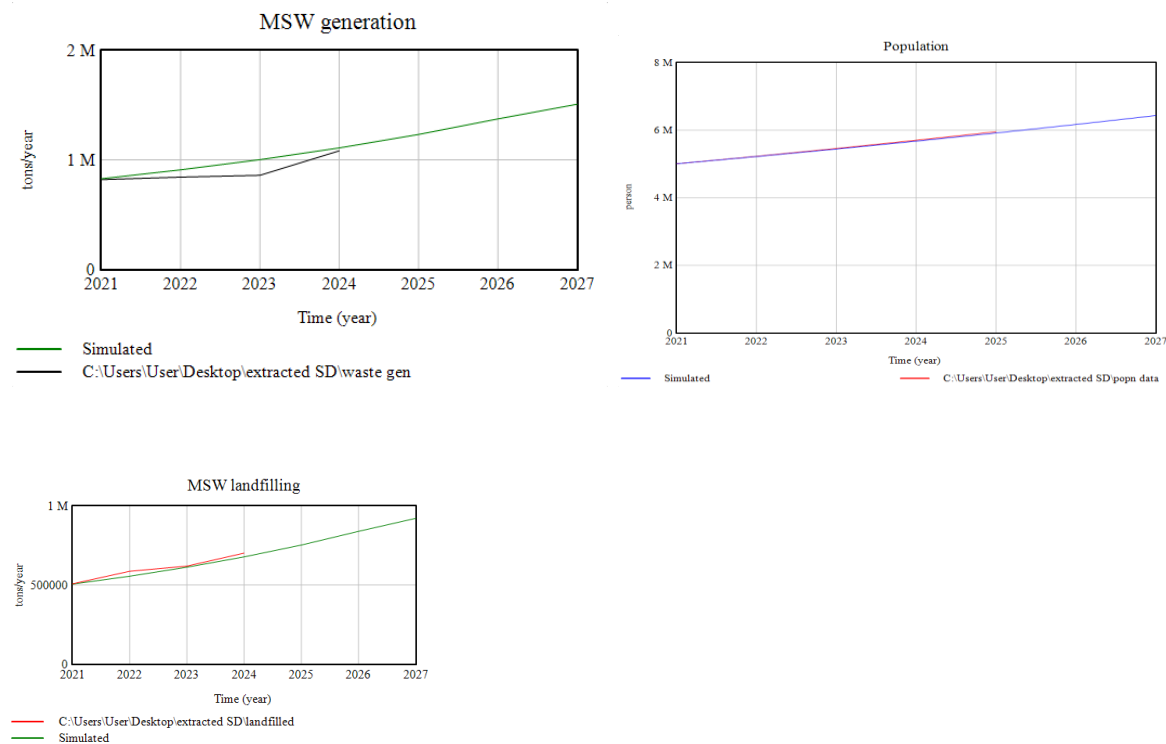 MSW generation
2 M
1 M
0
tons/year
2021 2022 2023 2024 2025 2026 2027
Time (year)
Simulated
C:\Users\User\Desktop\extracted SD\waste gen
Population
8 M
6 M
4 M
2 M
0
person
2021 2022 2023 2024 2025 2026 2027
Time (year)
Simulated
C:\Users\User\Desktop\extracted SD\popn data
MSW landfilling
1 M
500000
0
tons/year
2021 2022 2023 2024 2025 2026 2027
Time (year)
C:\Users\User\Desktop\extracted SD\landfilled
Simulated